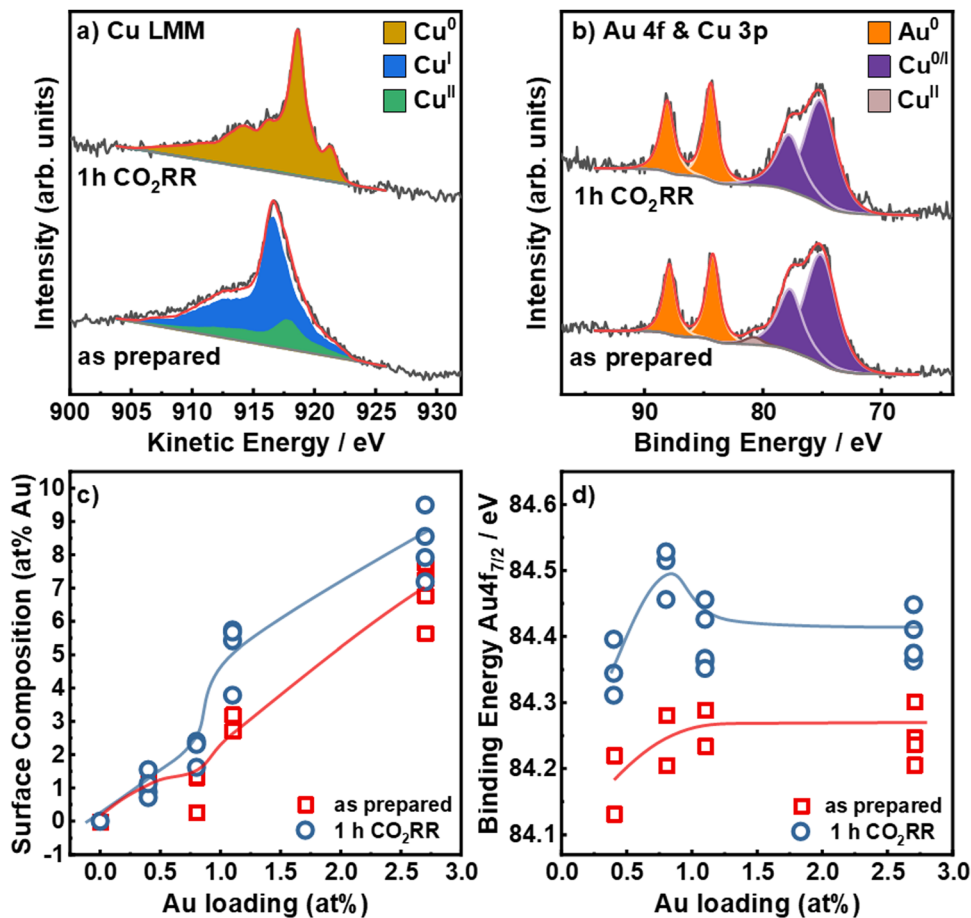 a) Cu LMM
Cu⁰
Cuᴵ
Cuᴵᴵ
1h CO₂RR
as prepared
Intensity (arb. units)
900 905 910 915 920 925 930
Kinetic Energy / eV
b) Au 4f & Cu 3p
Au⁰
Cu⁰ᐟᴵ
Cuᴵᴵ
1h CO₂RR
as prepared
Intensity (arb. units)
90 80 70
Binding Energy / eV
c)
10
9
8
7
6
5
4
3
2
1
0
-1
Surface Composition (at% Au)
as prepared
1 h CO₂RR
0.0 0.5 1.0 1.5 2.0 2.5 3.0
Au loading (at%)
d)
84.6
84.5
84.4
84.3
84.2
84.1
Binding Energy Au4f₇/₂ / eV
as prepared
1 h CO₂RR
0.0 0.5 1.0 1.5 2.0 2.5 3.0
Au loading (at%)